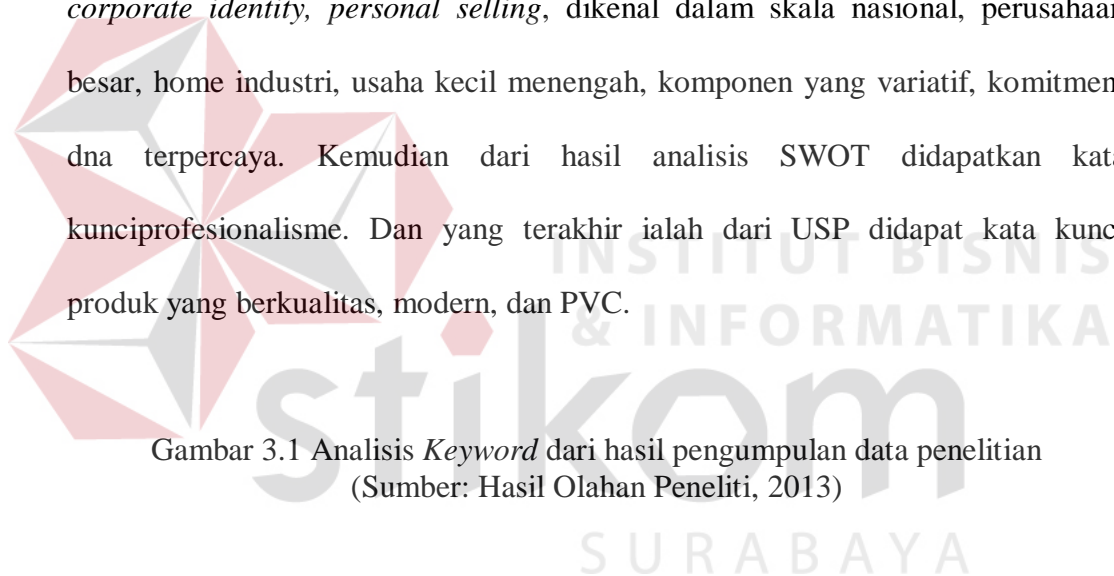 corporate identity, personal selling, dikenal dalam skala nasional, perusahaan
besar, home industri, usaha kecil menengah, komponen yang variatif, komitmen
dna terpercaya. Kemudian dari hasil analisis SWOT didapatkan kata
kunciprofesionalisme. Dan yang terakhir ialah dari USP didapat kata kunci
produk yang berkualitas, modern, dan PVC.
INSTITUT BISNIS
& INFORMATIKA
stikom
SURABAYA
Gambar 3.1 Analisis Keyword dari hasil pengumpulan data penelitian
(Sumber: Hasil Olahan Peneliti, 2013)